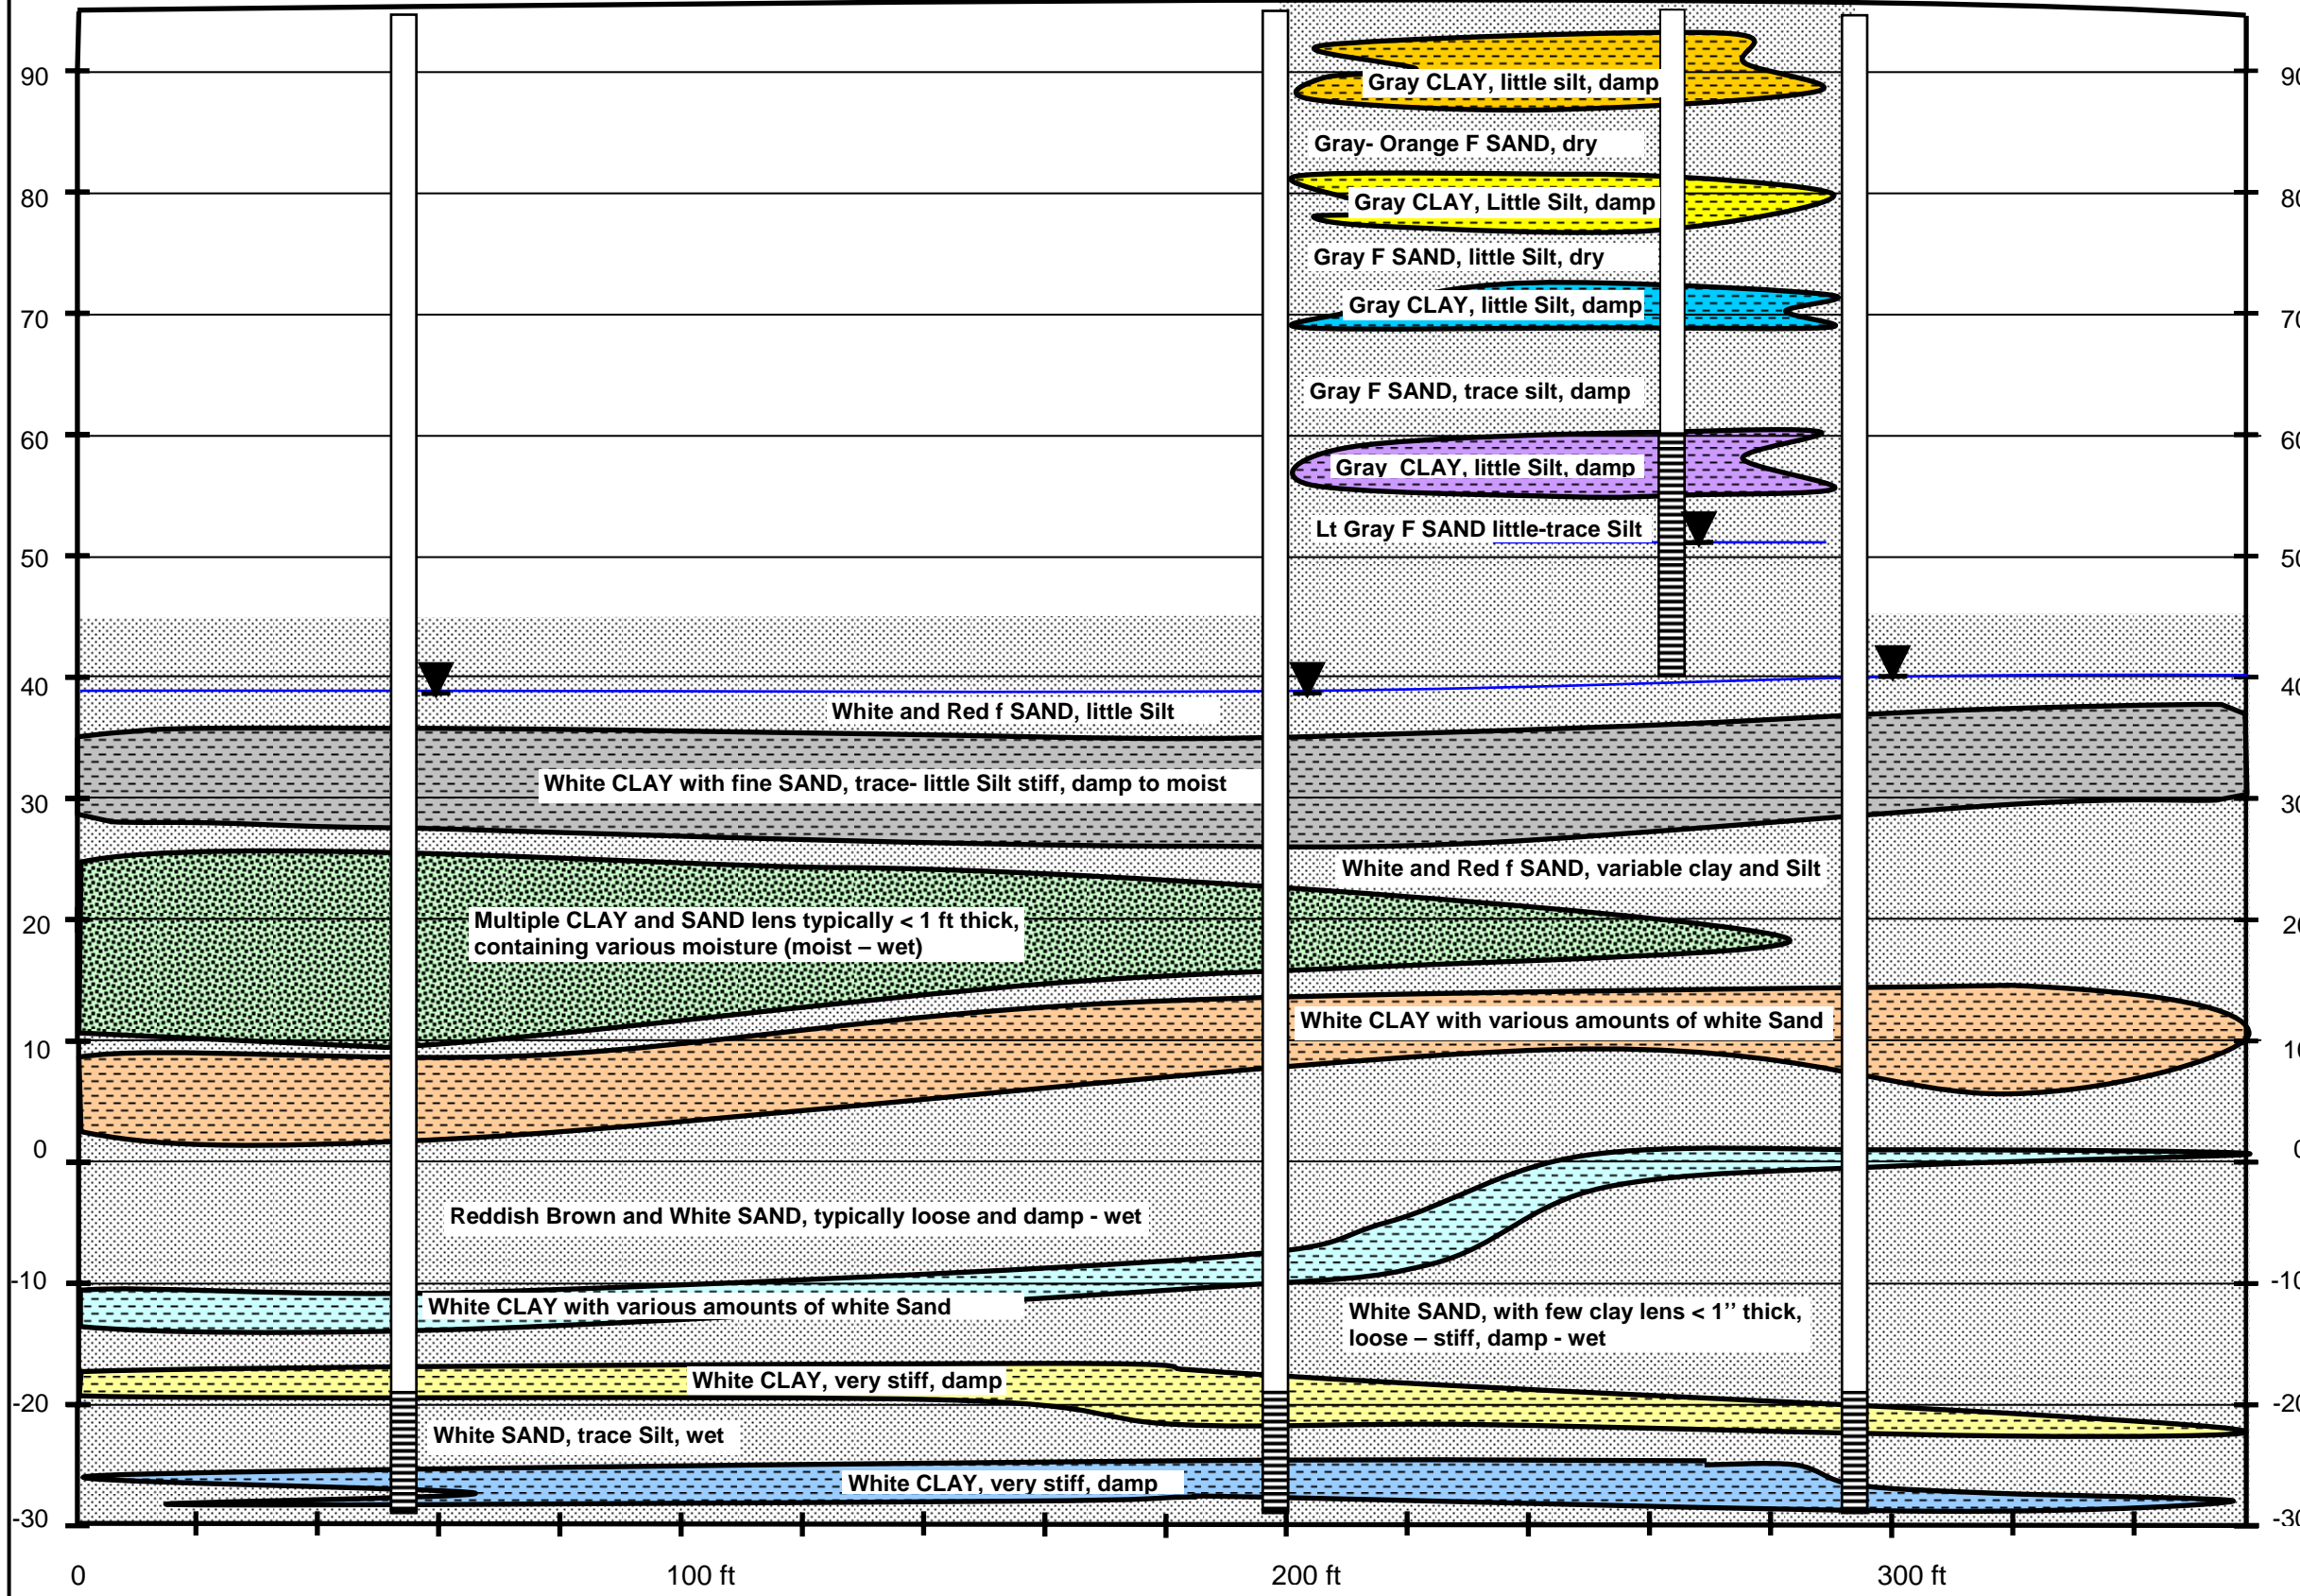 90
90
Gray CLAY, little silt, damp
Gray- Orange F SAND, dry
80
80
Gray CLAY, Little Silt, damp
Gray F SAND, little Silt, dry
70
70
Gray CLAY, little Silt, damp
Gray F SAND, trace silt, damp
60
60
Gray CLAY, little Silt, damp
Lt Gray F SAND little-trace Silt
50
50
40
40
White and Red f SAND, little Silt
White CLAY with fine SAND, trace- little Silt stiff, damp to moist
30
30
White and Red f SAND, variable clay and Silt
20
20
Multiple CLAY and SAND lens typically < 1 ft thick,
containing various moisture (moist – wet)
White CLAY with various amounts of white Sand
10
10
0
0
Reddish Brown and White SAND, typically loose and damp - wet
-10
-10
White CLAY with various amounts of white Sand
White SAND, with few clay lens < 1’’ thick,
loose – stiff, damp - wet
White CLAY, very stiff, damp
-20
-20
White SAND, trace Silt, wet
White CLAY, very stiff, damp
-30
-30
0
100 ft
200 ft
300 ft